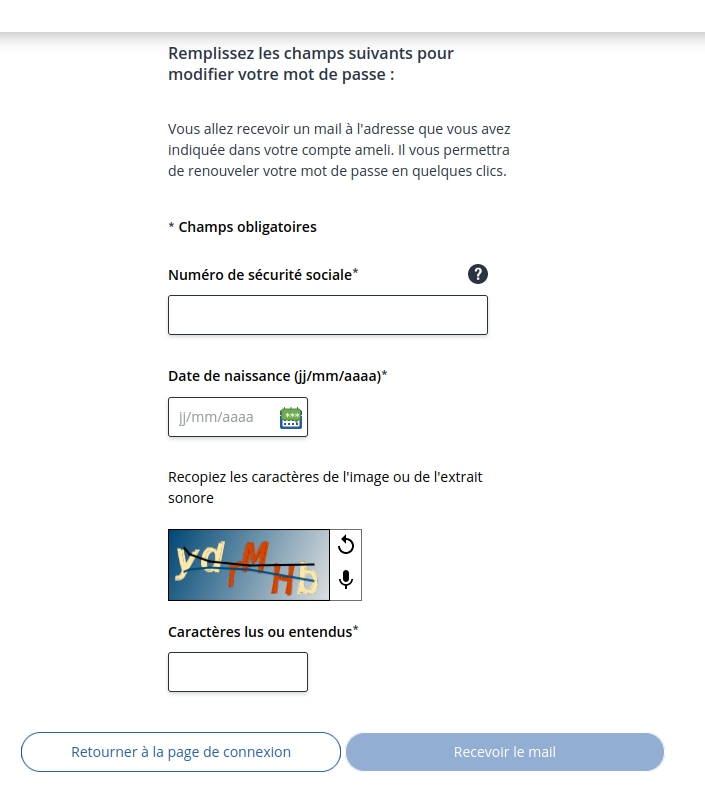 Remplissez les champs suivants pour
modifier votre mot de passe :
Vous allez recevoir un mail à l'adresse que vous avez
indiquée dans votre compte ameli. Il vous permettra
de renouveler votre mot de passe en quelques clics.
* Champs obligatoires
Numéro de sécurité sociale* ?
Date de naissance (jj/mm/aaaa)*
jj/mm/aaaa
Recopiez les caractères de l'image ou de l'extrait
sonore
Caractères lus ou entendus*
Retourner à la page de connexion
Recevoir le mail